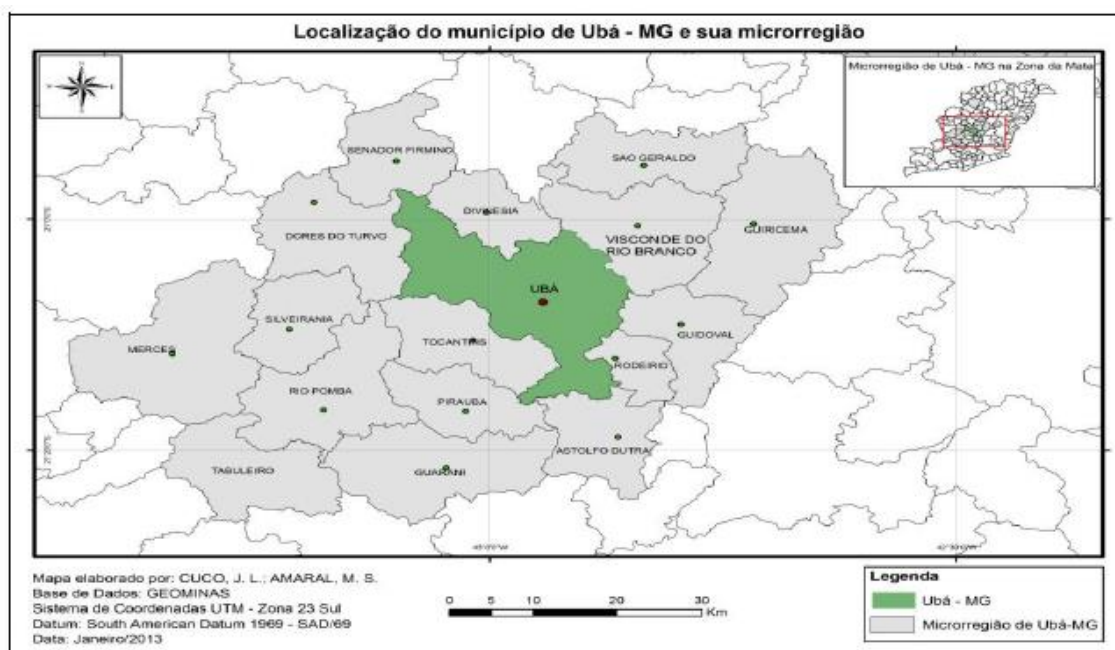 Localização do município de Ubá - MG e sua microrregião
Microrregião de Ubá - MG na Zona da Mata
N
SENADOR FIRMINO
SAO GERALDO
DIVINESIA
DORES DO TURVO
VISCONDE DO
RIO BRANCO
GUIRICEMA
UBÁ
SILVEIRANIA
TOCANTINS
GUIDOVAL
MERCES
RODEIRO
RIO POMBA
PIRAUBA
ASTOLFO DUTRA
TABULEIRO
GUARANI
Mapa elaborado por: CUCO, J. L.; AMARAL, M. S.
Base de Dados: GEOMINAS
Sistema de Coordenadas UTM - Zona 23 Sul
Datum: South American Datum 1969 - SAD/69
Data: Janeiro/2013
0 5 10 20 30
Km
Legenda
Ubá - MG
Microrregião de Ubá-MG